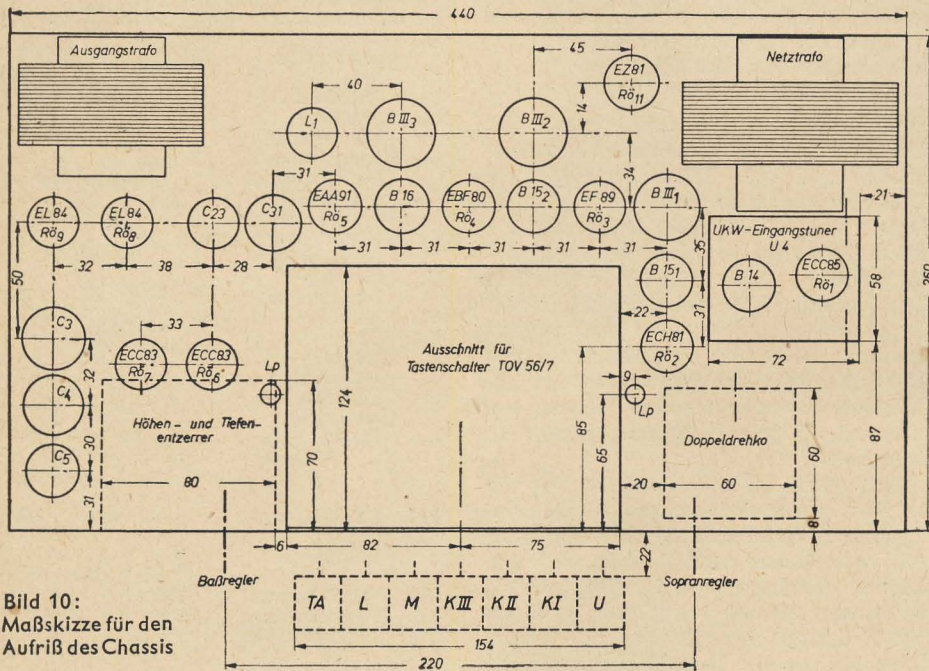 440
Ausgangstrafo
45
Netztrafo
EZ81
Rö11
40
14
L1
B III3
B III2
34
31
21
EL84
Rö9
EL84
Rö8
C23
C31
EAA91
Rö5
B 16
EBF80
Rö4
B 152
EF 89
Rö3
B III1
UKW-Eingangstuner
U 4
32
38
28
31
31
31
31
31
35
50
B 151
B 14
ECC85
Rö1
58
22
37
C3
33
ECC83
Rö7
ECC83
Rö6
Lp
Ausschnitt für
Tastenschalter TOV 56/7
ECH81
Rö2
72
32
9
Lp
C4
Höhen- und Tiefen-
entzerrer
124
85
Doppeldrehko
60
87
30
70
65
C5
80
20
60
31
8
6
82
75
22
Baßregler
Sopranregler
Bild 10:
Maßskizze für den
Aufriß des Chassis
TA L M KIII KII KI U
154
220